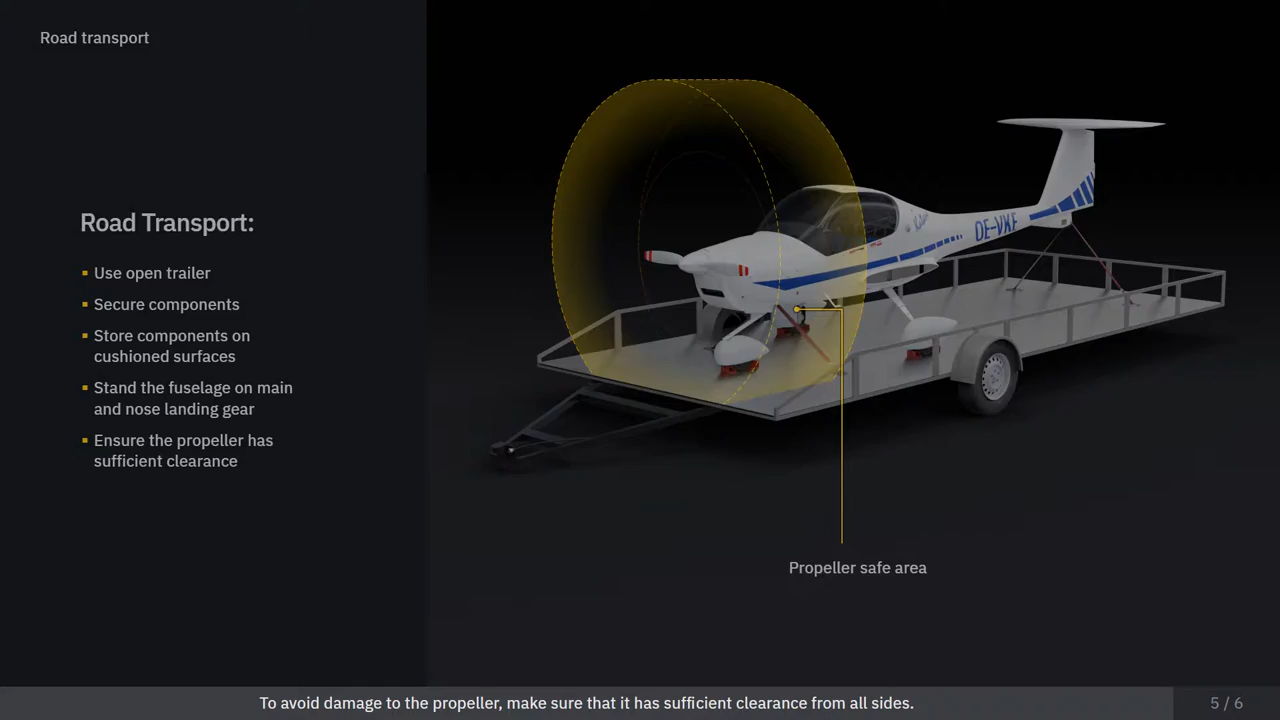 Road transport
Road Transport:
Use open trailer
Secure components
Store components on
cushioned surfaces
Stand the fuselage on main
and nose landing gear
Ensure the propeller has
sufficient clearance
OE-VKF
Propeller safe area
To avoid damage to the propeller, make sure that it has sufficient clearance from all sides.
5 / 6